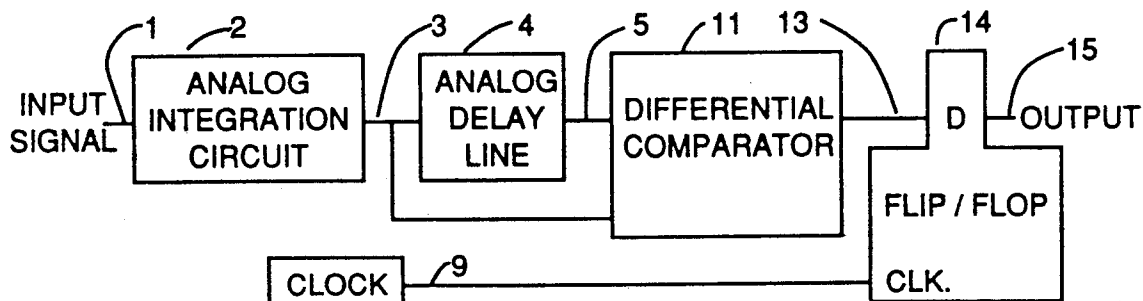 1
2
3
4
5
11
13
14
15
INPUT
SIGNAL
ANALOG
INTEGRATION
CIRCUIT
ANALOG
DELAY
LINE
DIFFERENTIAL
COMPARATOR
D
OUTPUT
FLIP / FLOP
CLK.
CLOCK
9